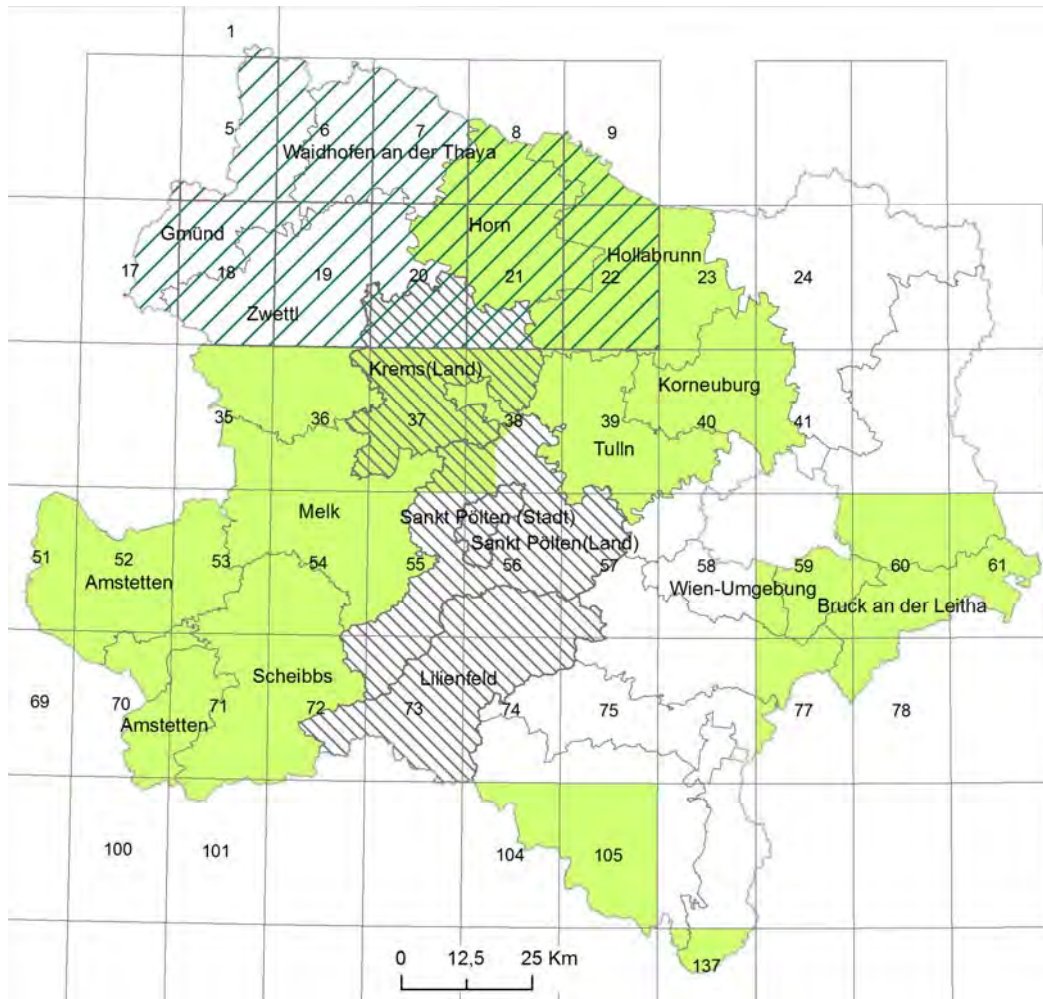 1
5
6
7
8
9
Waidhofen an der Thaya
Gmünd
Horn
Hollabrunn
17
18
19
20
21
22
23
24
Zwettl
Krems(Land)
Korneuburg
35
36
37
38
39
40
41
Tulln
Melk
Sankt Pölten (Stadt)
Sankt Pölten(Land)
51
52
53
54
55
56
57
58
59
60
61
Amstetten
Wien-Umgebung
Bruck an der Leitha
Scheibbs
Lilienfeld
69
70
71
72
73
74
75
77
78
Amstetten
100
101
104
105
0 12,5 25 Km
137